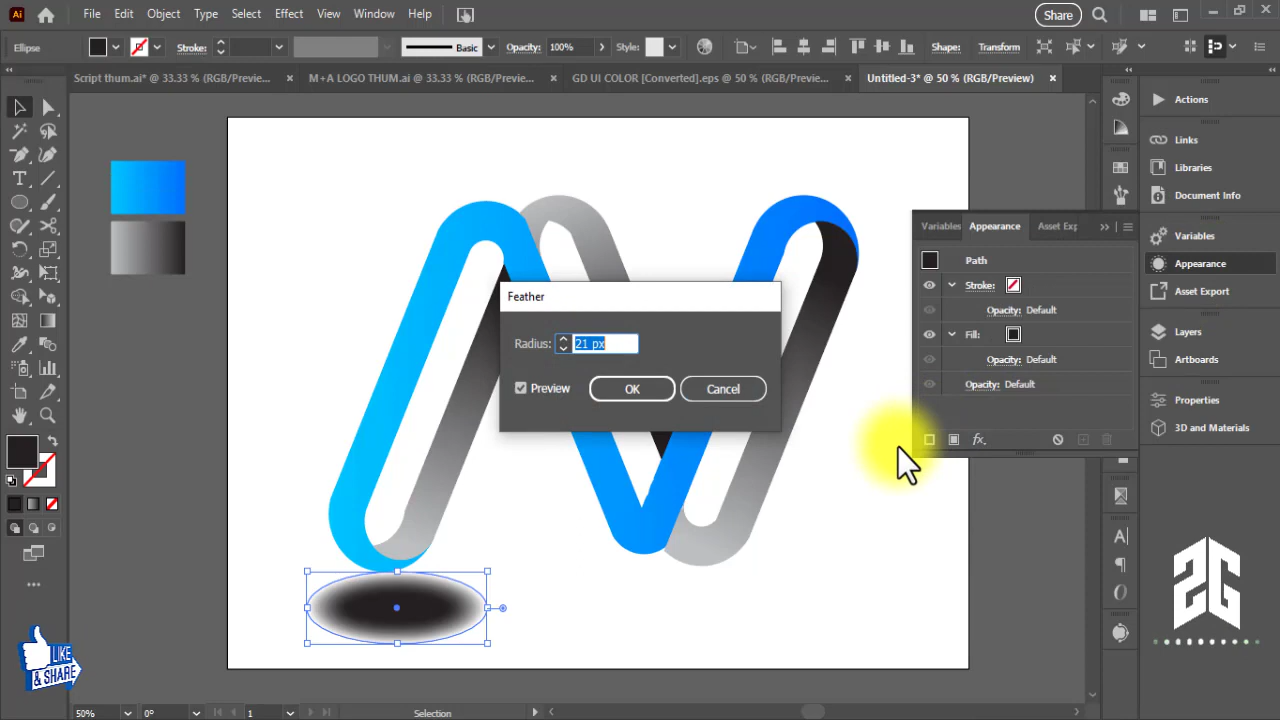 Ai File Edit Object Type Select Effect View Window Help Share
Ellipse Stroke: Basic Opacity: 100% Style: Shape: Transform
Script thum.ai* @ 33.33 % (RGB/Previe... × M+A LOGO THUM.ai @ 33.33 % (RGB/Preview... × GD UI COLOR [Converted].eps @ 50 % (RGB/Preview... × Untitled-3* @ 50 % (RGB/Preview) ×
Actions
Links
Libraries
Document Info
Variables
Appearance
Asset Export
Layers
Artboards
Properties
3D and Materials
Variables Appearance Asset Exp
Path
Stroke:
Opacity: Default
Fill:
Opacity: Default
Opacity: Default
fx.
Feather
Radius: 21 px
Preview OK Cancel
LIKE
& SHARE
2G
50% 0° 1 Selection